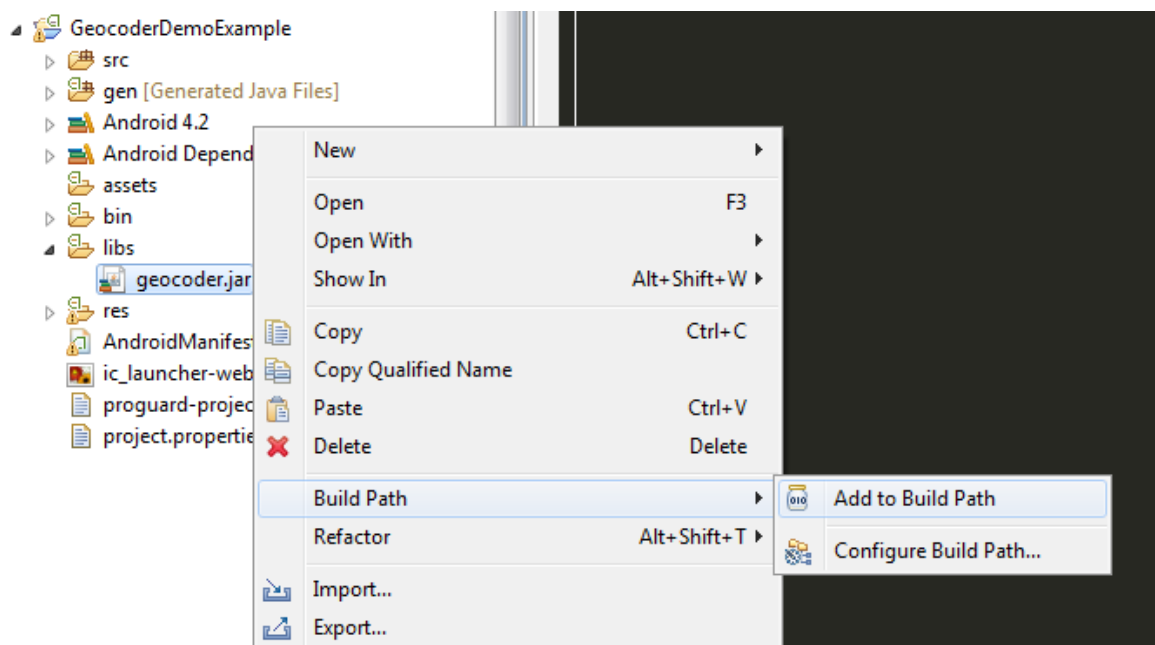 GeocoderDemoExample
src
gen [Generated Java Files]
Android 4.2
Android Depend
assets
bin
libs
geocoder.jar
res
AndroidManifes
ic_launcher-web
proguard-projec
project.propertie
New
Open F3
Open With
Show In Alt+Shift+W
Copy Ctrl+C
Copy Qualified Name
Paste Ctrl+V
Delete Delete
Build Path
Refactor Alt+Shift+T
Import...
Export...
010 Add to Build Path
Configure Build Path...